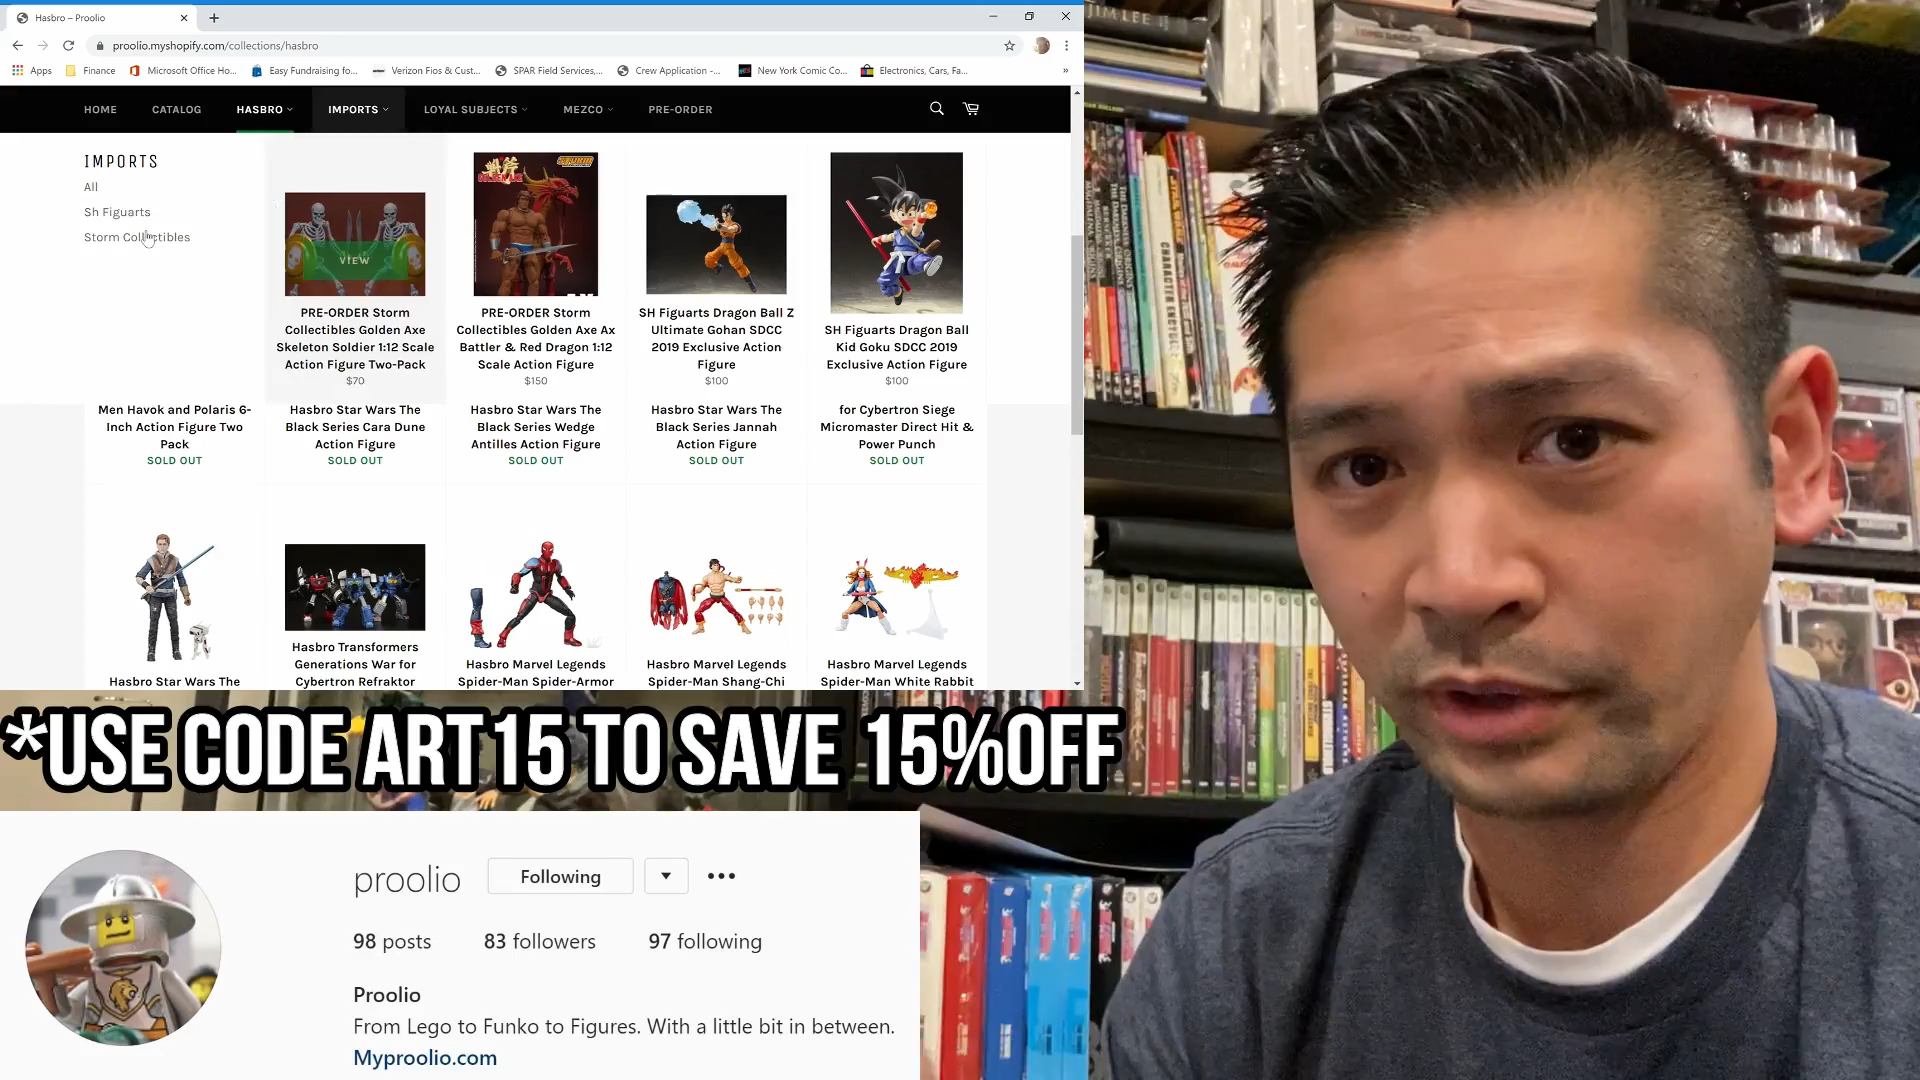 Hasbro – Proolio
proolio.myshopify.com/collections/hasbro
Apps Finance Microsoft Office Ho... Easy Fundraising fo... Verizon Fios & Cust... SPAR Field Services,... Crew Application -... New York Comic Co... Electronics, Cars, Fa... »
HOME CATALOG HASBRO IMPORTS LOYAL SUBJECTS MEZCO PRE-ORDER
IMPORTS
All
Sh Figuarts
Storm Collectibles
VIEW
PRE-ORDER Storm
Collectibles Golden Axe
Skeleton Soldier 1:12 Scale
Action Figure Two-Pack
$70
PRE-ORDER Storm
Collectibles Golden Axe Ax
Battler & Red Dragon 1:12
Scale Action Figure
$150
SH Figuarts Dragon Ball Z
Ultimate Gohan SDCC
2019 Exclusive Action
Figure
$100
SH Figuarts Dragon Ball
Kid Goku SDCC 2019
Exclusive Action Figure
$100
Men Havok and Polaris 6-
Inch Action Figure Two
Pack
SOLD OUT
Hasbro Star Wars The
Black Series Cara Dune
Action Figure
SOLD OUT
Hasbro Star Wars The
Black Series Wedge
Antilles Action Figure
SOLD OUT
Hasbro Star Wars The
Black Series Jannah
Action Figure
SOLD OUT
for Cybertron Siege
Micromaster Direct Hit &
Power Punch
SOLD OUT
Hasbro Star Wars The
Hasbro Transformers
Generations War for
Cybertron Refraktor
Hasbro Marvel Legends
Spider-Man Spider-Armor
Hasbro Marvel Legends
Spider-Man Shang-Chi
Hasbro Marvel Legends
Spider-Man White Rabbit
*USE CODE ART15 TO SAVE 15%OFF
proolio Following
98 posts 83 followers 97 following
Proolio
From Lego to Funko to Figures. With a little bit in between.
Myproolio.com
JIM LEE
CHARACTER